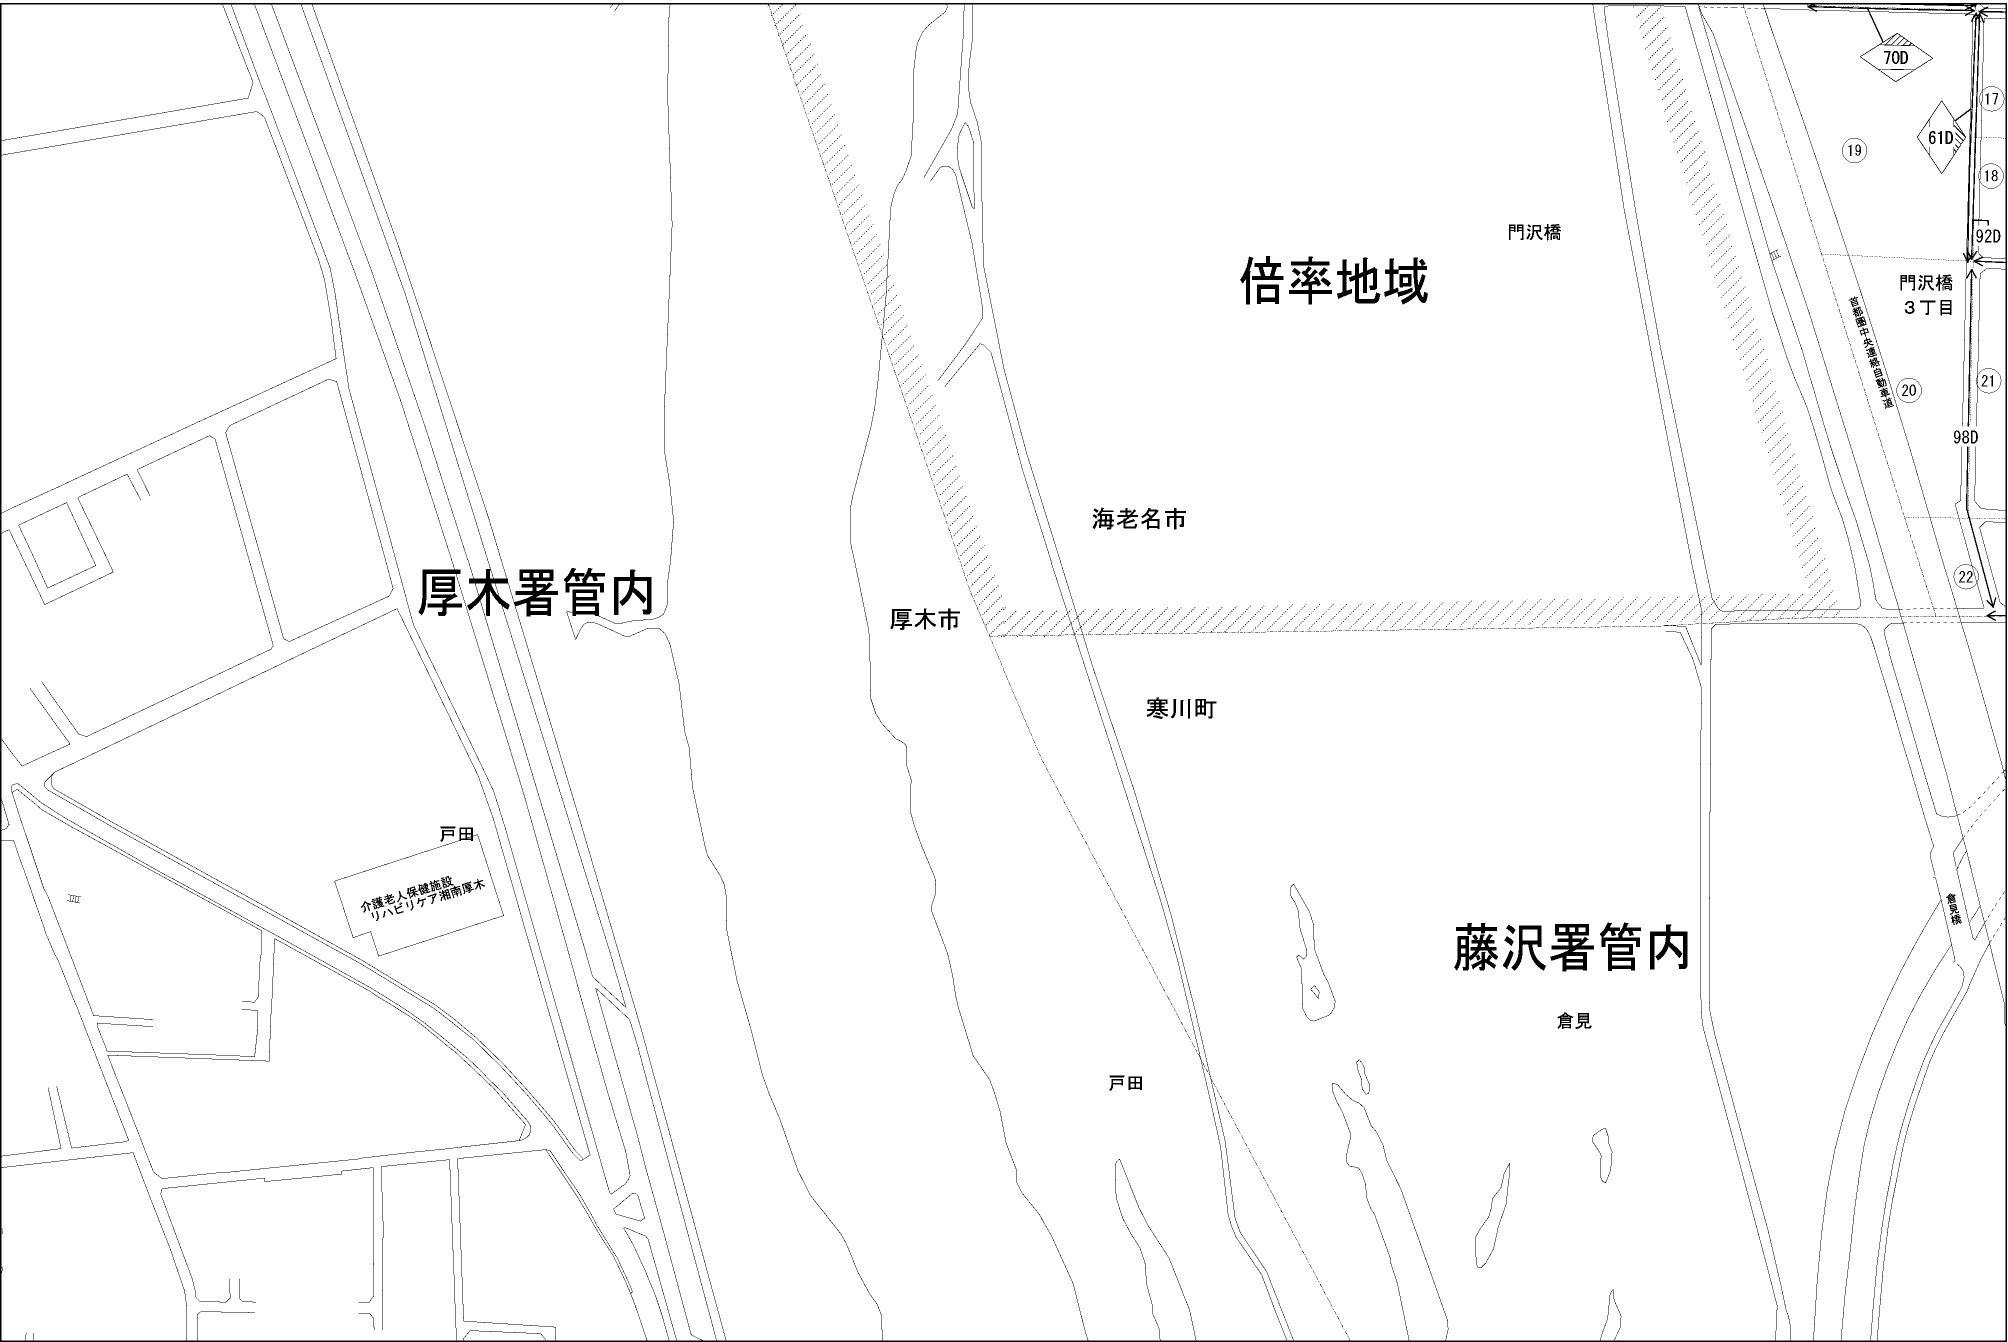 70D
17
61D
19
18
門沢橋
92D
倍率地域
門沢橋
3丁目
首都圏中央連絡自動車道
21
20
98D
海老名市
厚木署管内
22
厚木市
寒川町
戸田
介護老人保健施設
リハビリケア湘南厚木
倉見橋
藤沢署管内
倉見
戸田